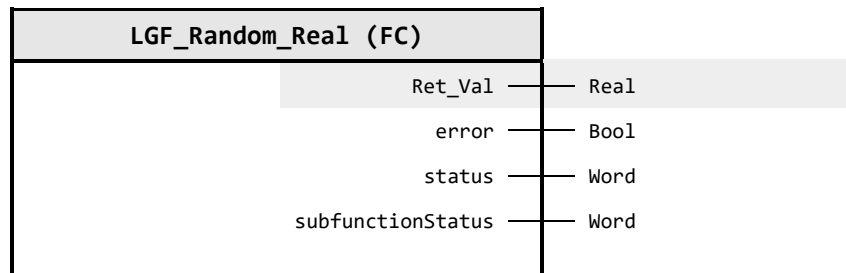 LGF_Random_Real (FC)
Ret_Val Real
error Bool
status Word
subfunctionStatus Word